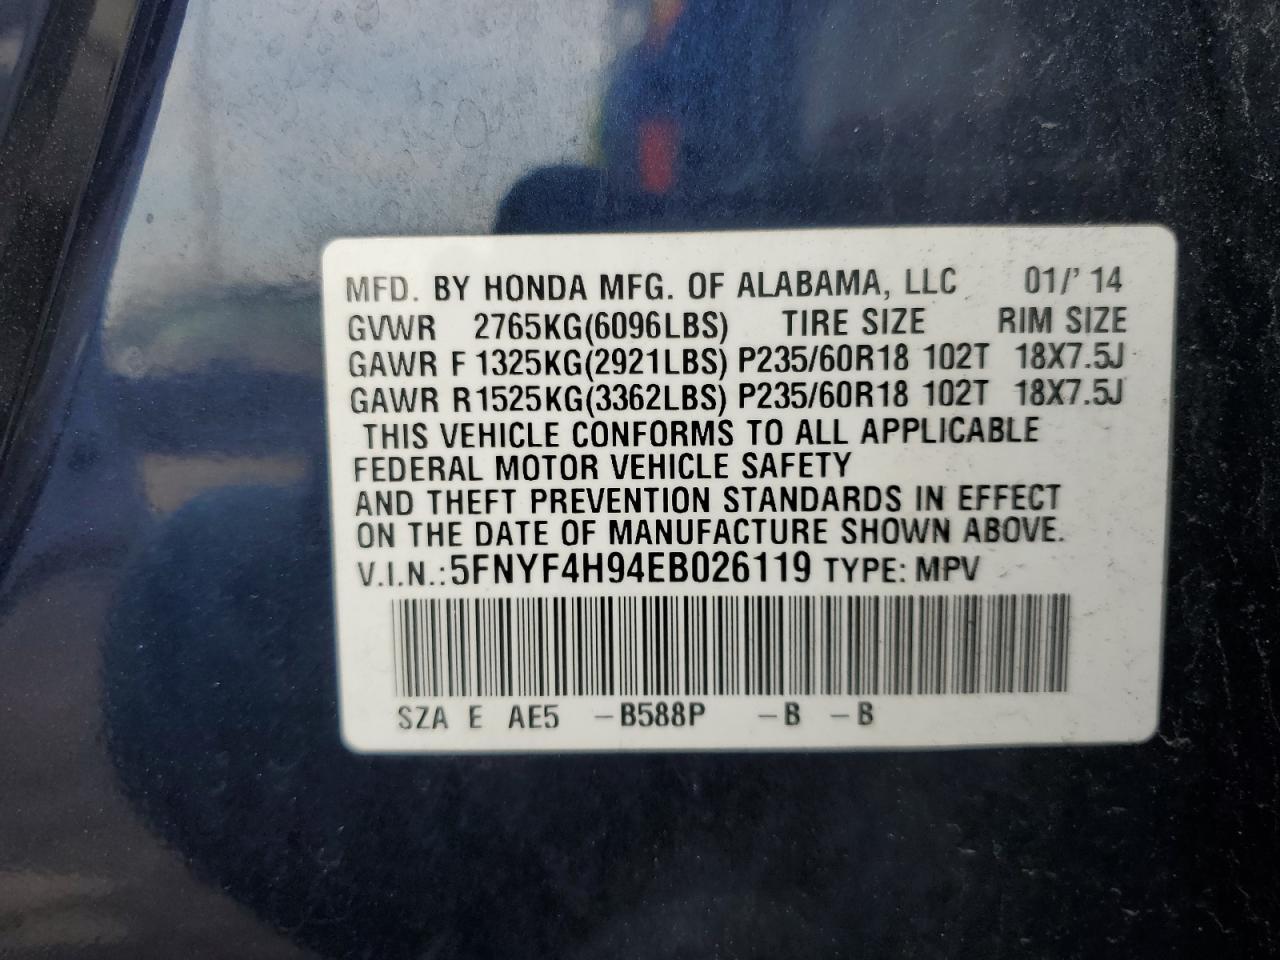 MFD. BY HONDA MFG. OF ALABAMA, LLC 01/'14
GVWR 2765KG(6096LBS) TIRE SIZE RIM SIZE
GAWR F 1325KG(2921LBS) P235/60R18 102T 18X7.5J
GAWR R1525KG(3362LBS) P235/60R18 102T 18X7.5J
THIS VEHICLE CONFORMS TO ALL APPLICABLE
FEDERAL MOTOR VEHICLE SAFETY
AND THEFT PREVENTION STANDARDS IN EFFECT
ON THE DATE OF MANUFACTURE SHOWN ABOVE.
V.I.N.:5FNYF4H94EB026119 TYPE: MPV
SZA E AE5 -B588P -B -B